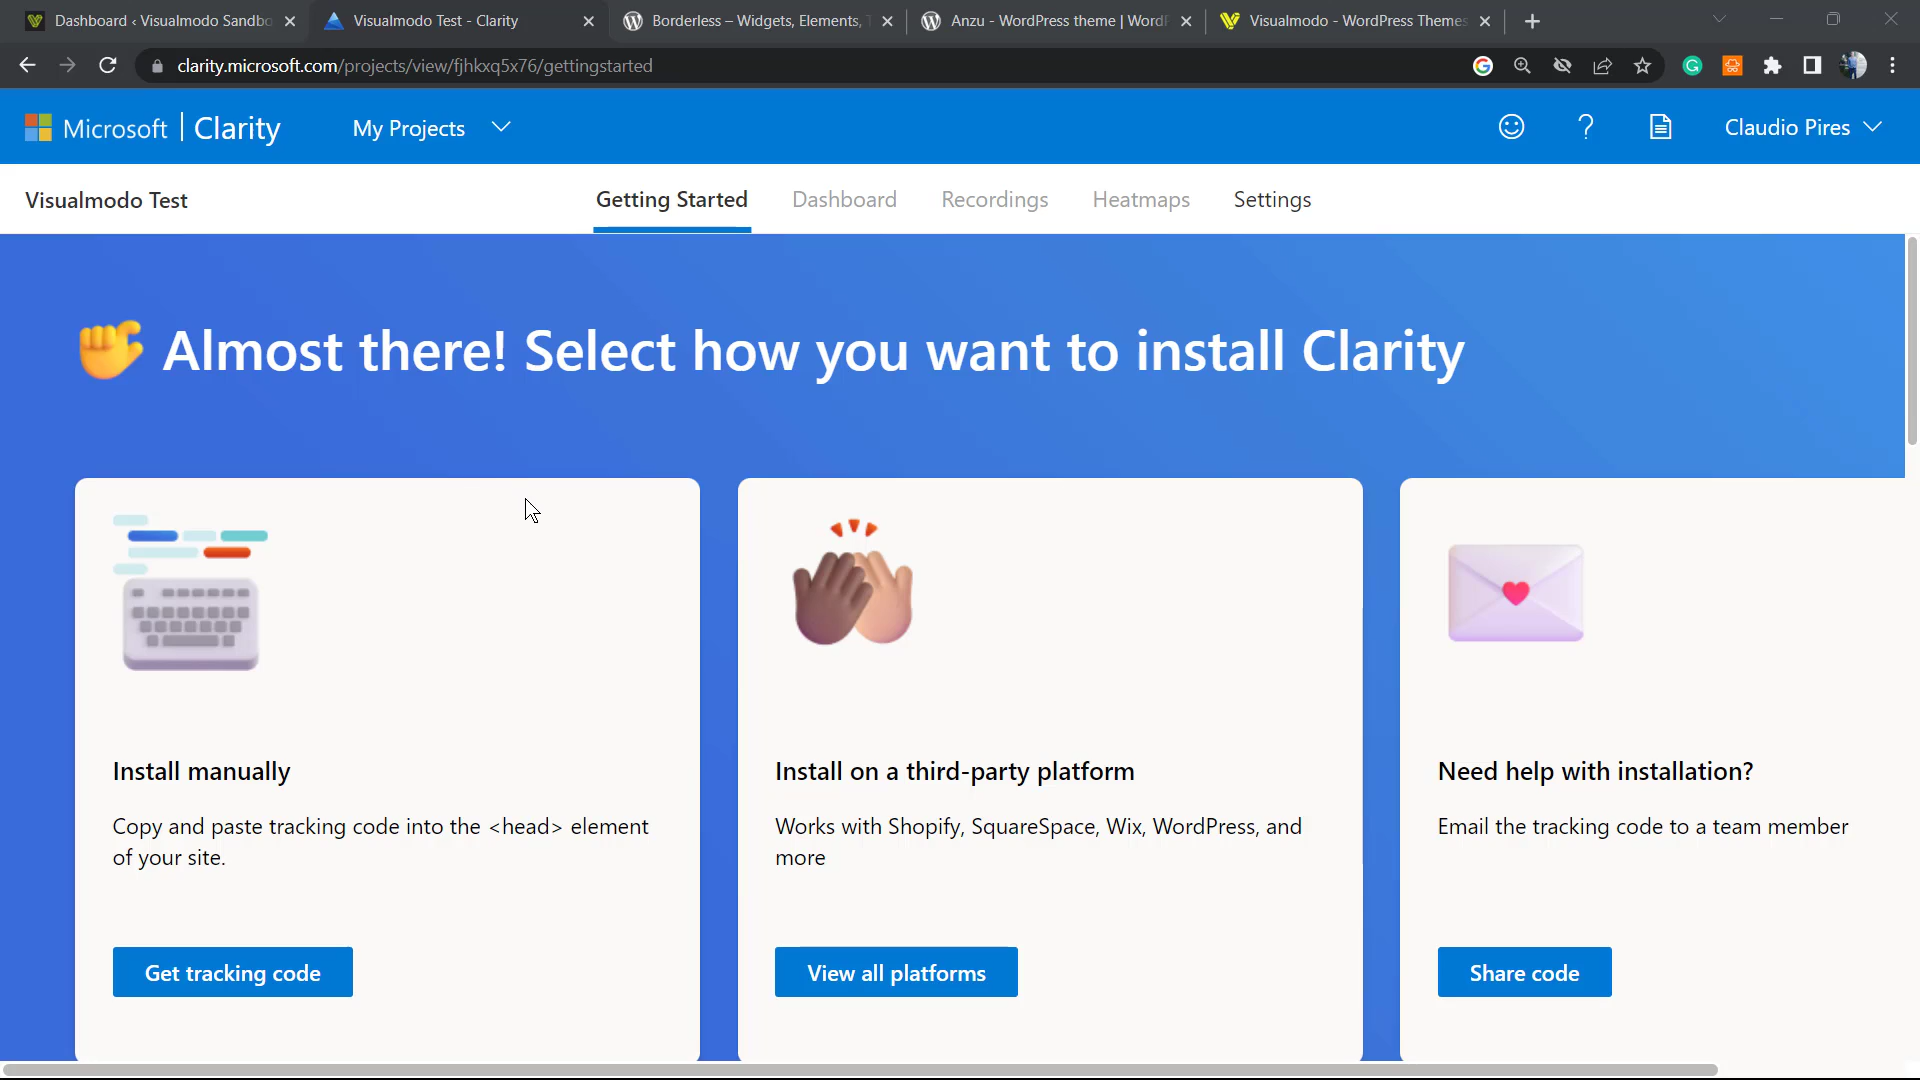 Dashboard ‹ Visualmodo Sandbo
Visualmodo Test - Clarity
Borderless – Widgets, Elements,
Anzu - WordPress theme | Word
Visualmodo - WordPress Themes
clarity.microsoft.com/projects/view/fjhkxq5x76/gettingstarted
Microsoft | Clarity
My Projects
Claudio Pires
Visualmodo Test
Getting Started
Dashboard
Recordings
Heatmaps
Settings
Almost there! Select how you want to install Clarity
Install manually
Copy and paste tracking code into the <head> element
of your site.
Get tracking code
Install on a third-party platform
Works with Shopify, SquareSpace, Wix, WordPress, and
more
View all platforms
Need help with installation?
Email the tracking code to a team member
Share code